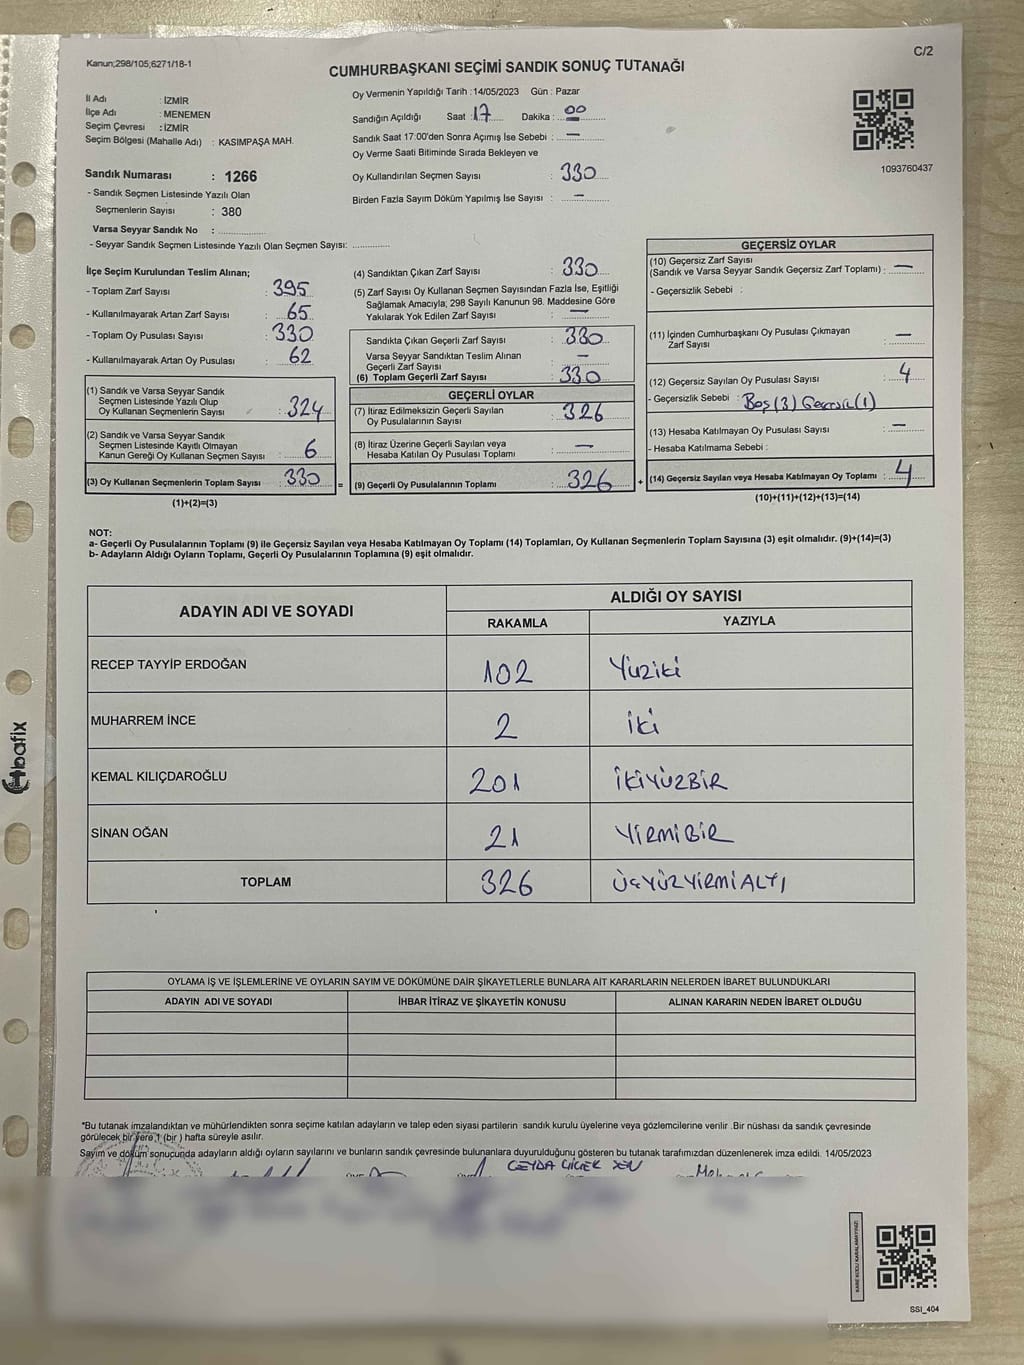 C/2
Kanun;298/105;6271/18-1
CUMHURBAŞKANI SEÇİMİ SANDIK SONUÇ TUTANAĞI
İl Adı : İZMİR
İlçe Adı : MENEMEN
Seçim Çevresi : İZMİR
Seçim Bölgesi (Mahalle Adı) : KASIMPAŞA MAH.
Sandık Numarası : 1266
- Sandık Seçmen Listesinde Yazılı Olan
Seçmenlerin Sayısı : 380
Varsa Seyyar Sandık No :
- Seyyar Sandık Seçmen Listesinde Yazılı Olan Seçmen Sayısı:
Oy Vermenin Yapıldığı Tarih :14/05/2023 Gün : Pazar
Sandığın Açıldığı Saat :17 Dakika : 00
Sandık Saat 17:00'den Sonra Açımış İse Sebebi : —
Oy Verme Saati Bitiminde Sırada Bekleyen ve
Oy Kullandırılan Seçmen Sayısı : 330
Birden Fazla Sayım Döküm Yapılmış İse Sayısı : —
1093760437
İlçe Seçim Kurulundan Teslim Alınan;
- Toplam Zarf Sayısı : 395
- Kullanılmayarak Artan Zarf Sayısı : 65
- Toplam Oy Pusulası Sayısı : 330
- Kullanılmayarak Artan Oy Pusulası : 62
(1) Sandık ve Varsa Seyyar Sandık
Seçmen Listesinde Yazılı Olup
Oy Kullanan Seçmenlerin Sayısı : 324
(2) Sandık ve Varsa Seyyar Sandık
Seçmen Listesinde Kayıtlı Olmayan
Kanun Gereği Oy Kullanan Seçmen Sayısı : 6
(3) Oy Kullanan Seçmenlerin Toplam Sayısı : 330 =
(1)+(2)=(3)
(4) Sandıktan Çıkan Zarf Sayısı : 330
(5) Zarf Sayısı Oy Kullanan Seçmen Sayısından Fazla İse, Eşitliği
Sağlamak Amacıyla; 298 Sayılı Kanunun 98. Maddesine Göre
Yakılarak Yok Edilen Zarf Sayısı : —
Sandıkta Çıkan Geçerli Zarf Sayısı : 330
Varsa Seyyar Sandıktan Teslim Alınan
Geçerli Zarf Sayısı : —
(6) Toplam Geçerli Zarf Sayısı : 330
GEÇERLİ OYLAR
(7) İtiraz Edilmeksizin Geçerli Sayılan
Oy Pusulalarının Sayısı : 326
(8) İtiraz Üzerine Geçerli Sayılan veya
Hesaba Katılan Oy Pusulası Toplamı : —
(9) Geçerli Oy Pusulalarının Toplamı : 326 +
GEÇERSİZ OYLAR
(10) Geçersiz Zarf Sayısı
(Sandık ve Varsa Seyyar Sandık Geçersiz Zarf Toplamı) : —
- Geçersizlik Sebebi :
(11) İçinden Cumhurbaşkanı Oy Pusulası Çıkmayan
Zarf Sayısı : —
(12) Geçersiz Sayılan Oy Pusulası Sayısı : 4
- Geçersizlik Sebebi : Boş (3) Geçersiz (1)
(13) Hesaba Katılmayan Oy Pusulası Sayısı : —
- Hesaba Katılmama Sebebi :
(14) Geçersiz Sayılan veya Hesaba Katılmayan Oy Toplamı : 4
(10)+(11)+(12)+(13)=(14)
NOT:
a- Geçerli Oy Pusulalarının Toplamı (9) ile Geçersiz Sayılan veya Hesaba Katılmayan Oy Toplamı (14) Toplamları, Oy Kullanan Seçmenlerin Toplam Sayısına (3) eşit olmalıdır. (9)+(14)=(3)
b- Adayların Aldığı Oyların Toplamı, Geçerli Oy Pusulalarının Toplamına (9) eşit olmalıdır.
ADAYIN ADI VE SOYADI
ALDIĞI OY SAYISI
RAKAMLA YAZIYLA
RECEP TAYYİP ERDOĞAN 102 Yüziki
MUHARREM İNCE 2 iki
KEMAL KILIÇDAROĞLU 201 İKİYÜZBİR
SİNAN OĞAN 21 YİRMİBİR
TOPLAM 326 ÜÇYÜZYİRMİALTI
OYLAMA İŞ VE İŞLEMLERİNE VE OYLARIN SAYIM VE DÖKÜMÜNE DAİR ŞİKAYETLERLE BUNLARA AİT KARARLARIN NELERDEN İBARET BULUNDUKLARI
ADAYIN ADI VE SOYADI İHBAR İTİRAZ VE ŞİKAYETİN KONUSU ALINAN KARARIN NEDEN İBARET OLDUĞU
*Bu tutanak imzalandıktan ve mühürlendikten sonra seçime katılan adayların ve talep eden siyasi partilerin sandık kurulu üyelerine veya gözlemcilerine verilir .Bir nüshası da sandık çevresinde
görülecek bir yere 1 (bir ) hafta süreyle asılır.
Sayım ve döküm sonucunda adayların aldığı oyların sayılarını ve bunların sandık çevresinde bulunanlara duyurulduğunu gösteren bu tutanak tarafımızdan düzenlenerek imza edildi. 14/05/2023
bafix
SSI_404